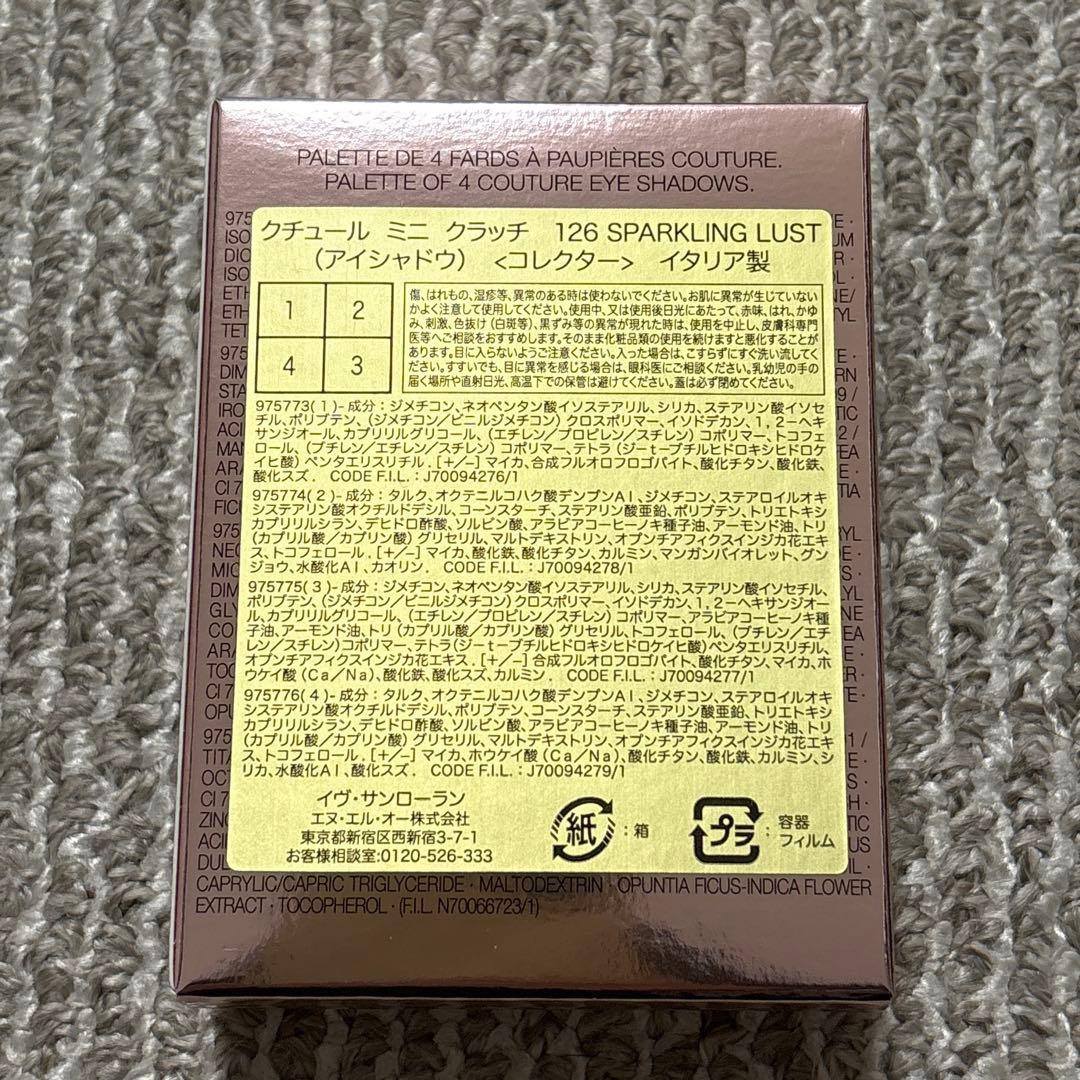 PALETTE DE 4 FARDS À PAUPIÈRES COUTURE.
PALETTE OF 4 COUTURE EYE SHADOWS.
クチュール ミニ クラッチ 126 SPARKLING LUST
(アイシャドウ) <コレクター> イタリア製
1 2
4 3
傷、はれもの、湿疹等、異常のある時は使わないでください。お肌に異常が生じていない
かよく注意して使用してください。使用中、又は使用後日光にあたって、赤味、はれ、かゆ
み、刺激、色抜け(白斑等)、黒ずみ等の異常が現れた時は、使用を中止し、皮膚科専門
医等へご相談をおすすめします。そのまま化粧品類の使用を続けますと悪化することが
あります。目に入らないようご注意ください。入った場合は、こすらずにすぐ洗い流してく
ださい。すすいでも、目に異常を感じる場合は、眼科医にご相談ください。乳幼児の手の
届く場所や直射日光、高温下での保管は避けてください。蓋は必ず閉めてください。
975773(1)-成分:ジメチコン、ネオペンタン酸イソステアリル、シリカ、ステアリン酸イソセ
チル、ポリブテン、(ジメチコン/ビニルジメチコン)クロスポリマー、イソドデカン、1,2-ヘキ
サンジオール、カプリリルグリコール、(エチレン/プロピレン/スチレン)コポリマー、トコフェ
ロール、(ブチレン/エチレン/スチレン)コポリマー、テトラ(ジ-t-ブチルヒドロキシヒドロ
ケイヒ酸)ペンタエリスリチル.[+/-]マイカ、合成フルオロフロゴパイト、酸化チタン、酸化鉄、
酸化スズ. CODE F.I.L.:J70094276/1
975774(2)-成分:タルク、オクテニルコハク酸デンプンAl、ジメチコン、ステアロイルオキ
システアリン酸オクチルドデシル、コーンスターチ、ステアリン酸亜鉛、ポリブテン、トリエトキシ
カプリリルシラン、デヒドロ酢酸、ソルビン酸、アラビアコーヒーノキ種子油、アーモンド油、トリ
(カプリル酸/カプリン酸)グリセリル、マルトデキストリン、オプンチアフィクスインジカ花エキ
ス、トコフェロール.[+/-]マイカ、酸化鉄、酸化チタン、カルミン、マンガンバイオレット、グン
ジョウ、水酸化Al、カオリン. CODE F.I.L.:J70094278/1
975775(3)-成分:ジメチコン、ネオペンタン酸イソステアリル、シリカ、ステアリン酸イソセチル、
ポリブテン、(ジメチコン/ビニルジメチコン)クロスポリマー、イソドデカン、1,2-ヘキサンジオー
ル、カプリリルグリコール、(エチレン/プロピレン/スチレン)コポリマー、アラビアコーヒーノキ種
子油、アーモンド油、トリ(カプリル酸/カプリン酸)グリセリル、トコフェロール、(ブチレン/エチ
レン/スチレン)コポリマー、テトラ(ジ-t-ブチルヒドロキシヒドロケイヒ酸)ペンタエリスリチル、
オプンチアフィクスインジカ花エキス.[+/-]合成フルオロフロゴパイト、酸化チタン、マイカ、ホ
ウケイ酸(Ca/Na)、酸化鉄、酸化スズ、カルミン. CODE F.I.L.:J70094277/1
975776(4)-成分:タルク、オクテニルコハク酸デンプンAl、ジメチコン、ステアロイルオキ
システアリン酸オクチルドデシル、ポリブテン、コーンスターチ、ステアリン酸亜鉛、トリエトキシ
カプリリルシラン、デヒドロ酢酸、ソルビン酸、アラビアコーヒーノキ種子油、アーモンド油、トリ
(カプリル酸/カプリン酸)グリセリル、マルトデキストリン、オプンチアフィクスインジカ花エキ
ス、トコフェロール.[+/-]マイカ、ホウケイ酸(Ca/Na)、酸化チタン、酸化鉄、カルミン、シ
リカ、水酸化Al、酸化スズ. CODE F.I.L.:J70094279/1
イヴ・サンローラン
エヌ・エル・オー株式会社
東京都新宿区西新宿3-7-1
お客様相談室:0120-526-333
紙 :箱
プラ :容器
フィルム
CAPRYLIC/CAPRIC TRIGLYCERIDE · MALTODEXTRIN · OPUNTIA FICUS-INDICA FLOWER
EXTRACT · TOCOPHEROL · (F.I.L. N70066723/1)